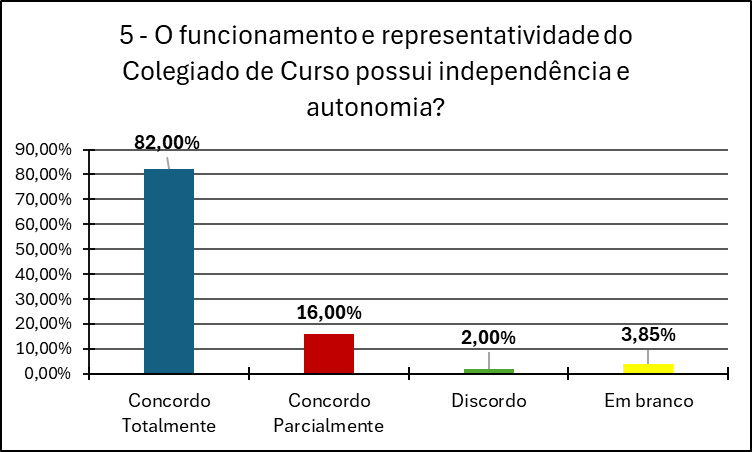 5 - O funcionamento e representatividade do
Colegiado de Curso possui independência e
autonomia?
90,00%
80,00%
70,00%
60,00%
50,00%
40,00%
30,00%
20,00%
10,00%
0,00%
82,00%
16,00%
2,00%
3,85%
Concordo
Totalmente
Concordo
Parcialmente
Discordo
Em branco